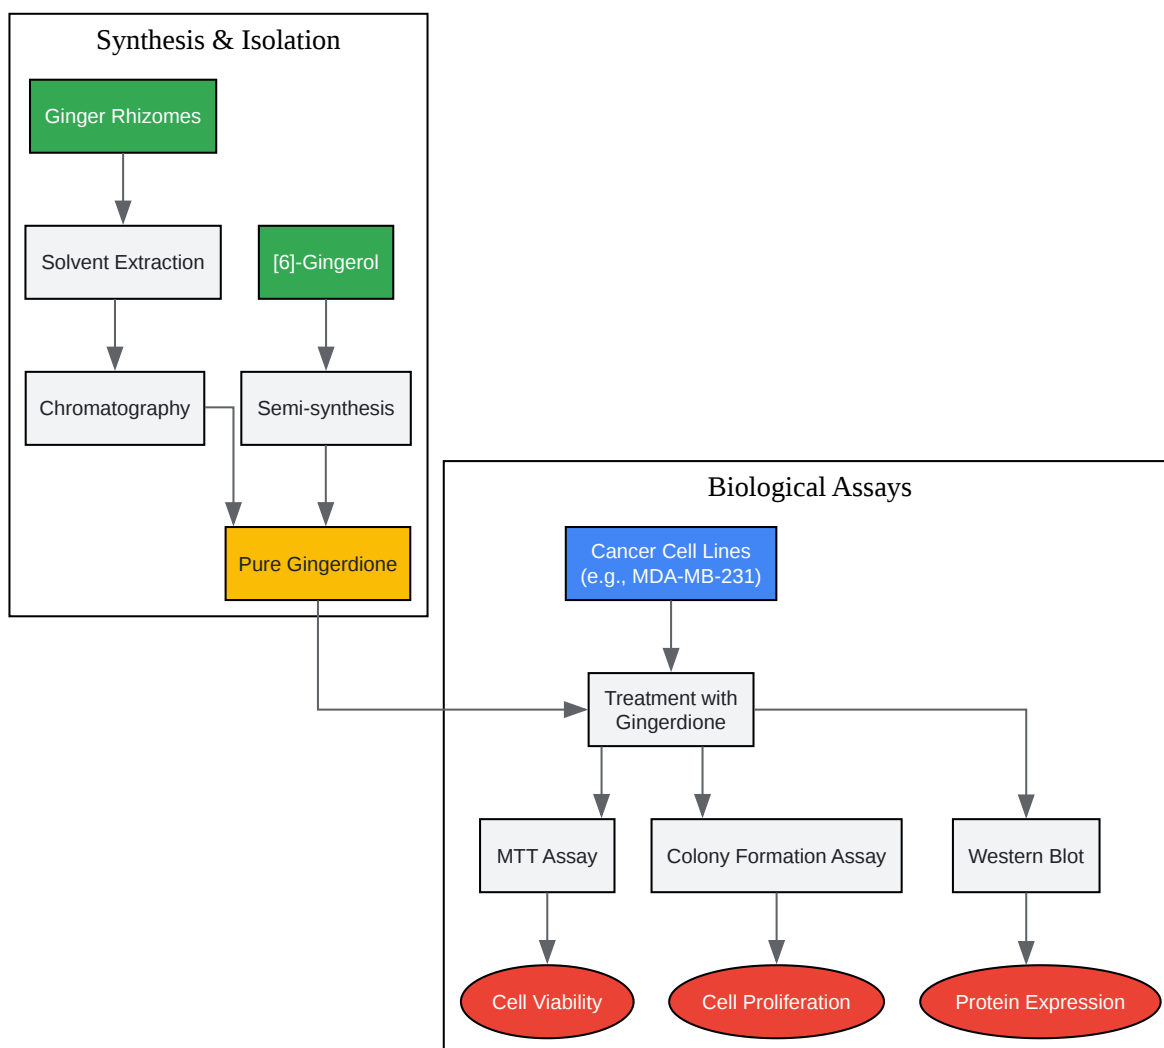 Synthesis & Isolation
Ginger Rhizomes
Solvent Extraction
[6]-Gingerol
Chromatography
Semi-synthesis
Pure Gingerdione
Biological Assays
Cancer Cell Lines
(e.g., MDA-MB-231)
Treatment with
Gingerdione
MTT Assay
Colony Formation Assay
Western Blot
Cell Viability
Cell Proliferation
Protein Expression